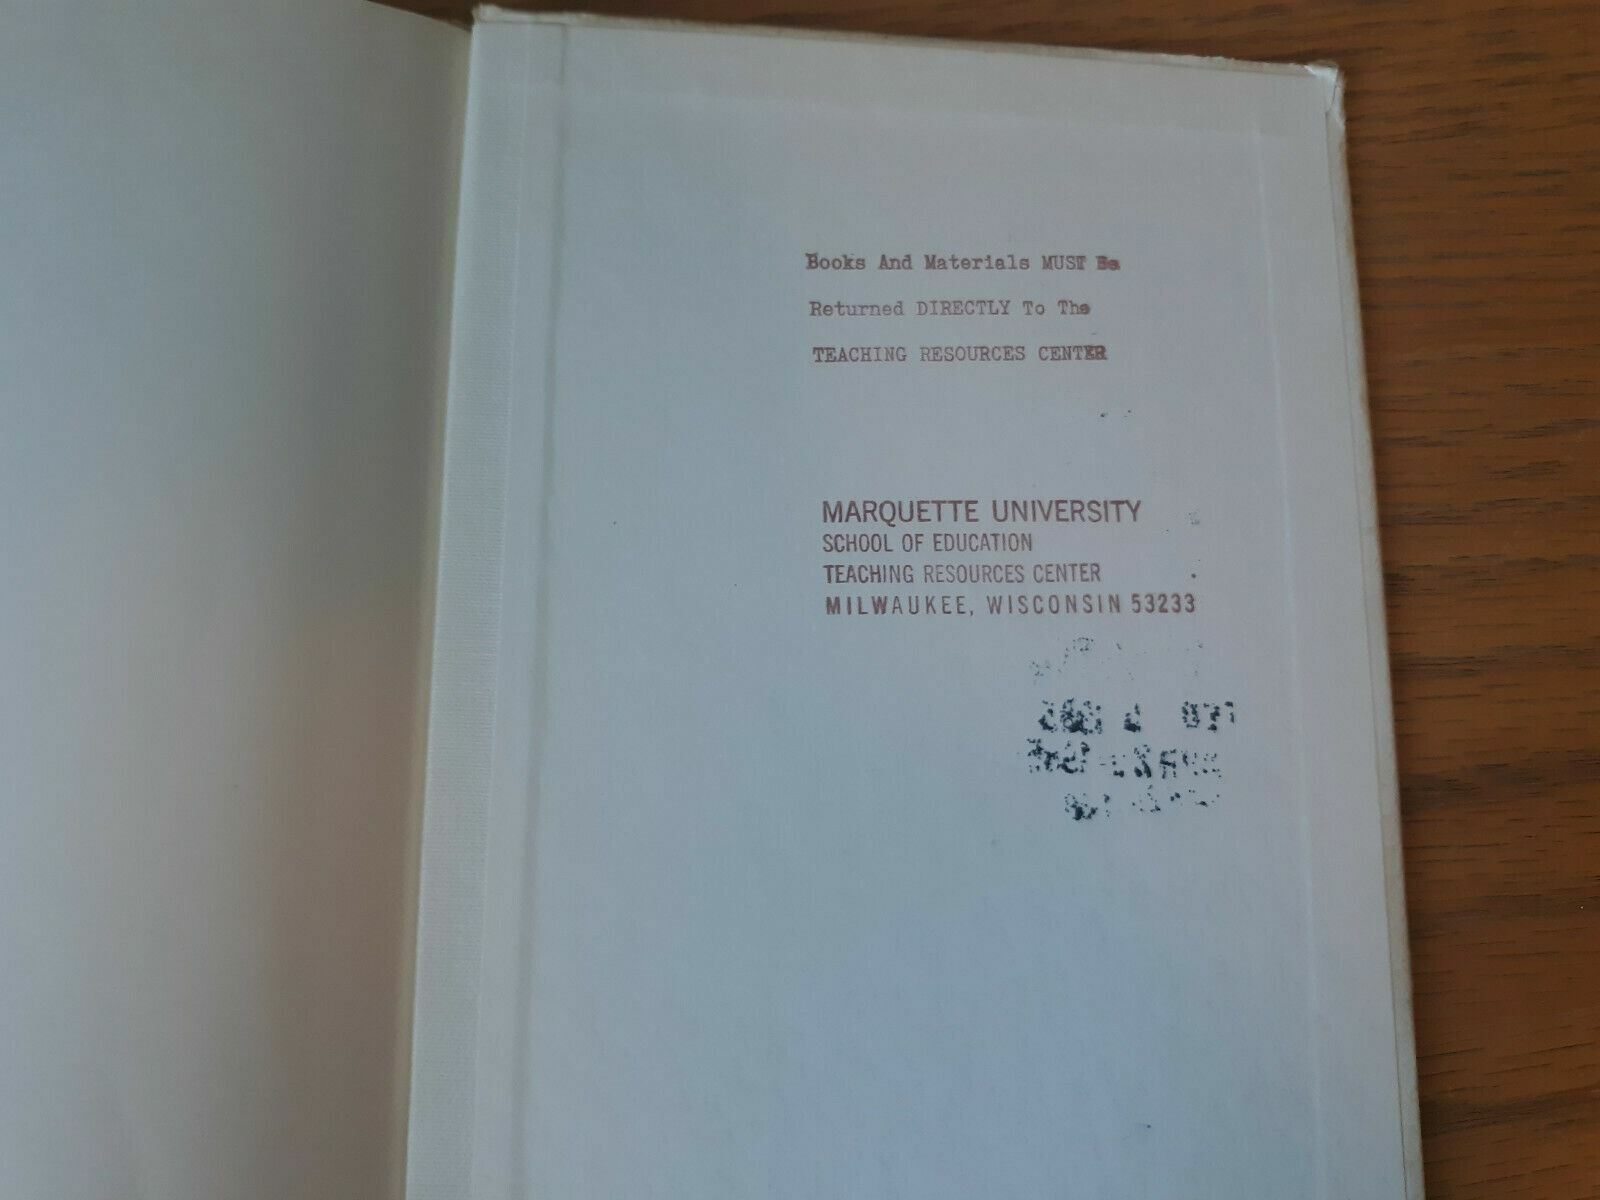 Books And Materials MUST Be
Returned DIRECTLY To The
TEACHING RESOURCES CENTER
MARQUETTE UNIVERSITY
SCHOOL OF EDUCATION
TEACHING RESOURCES CENTER
MILWAUKEE, WISCONSIN 53233